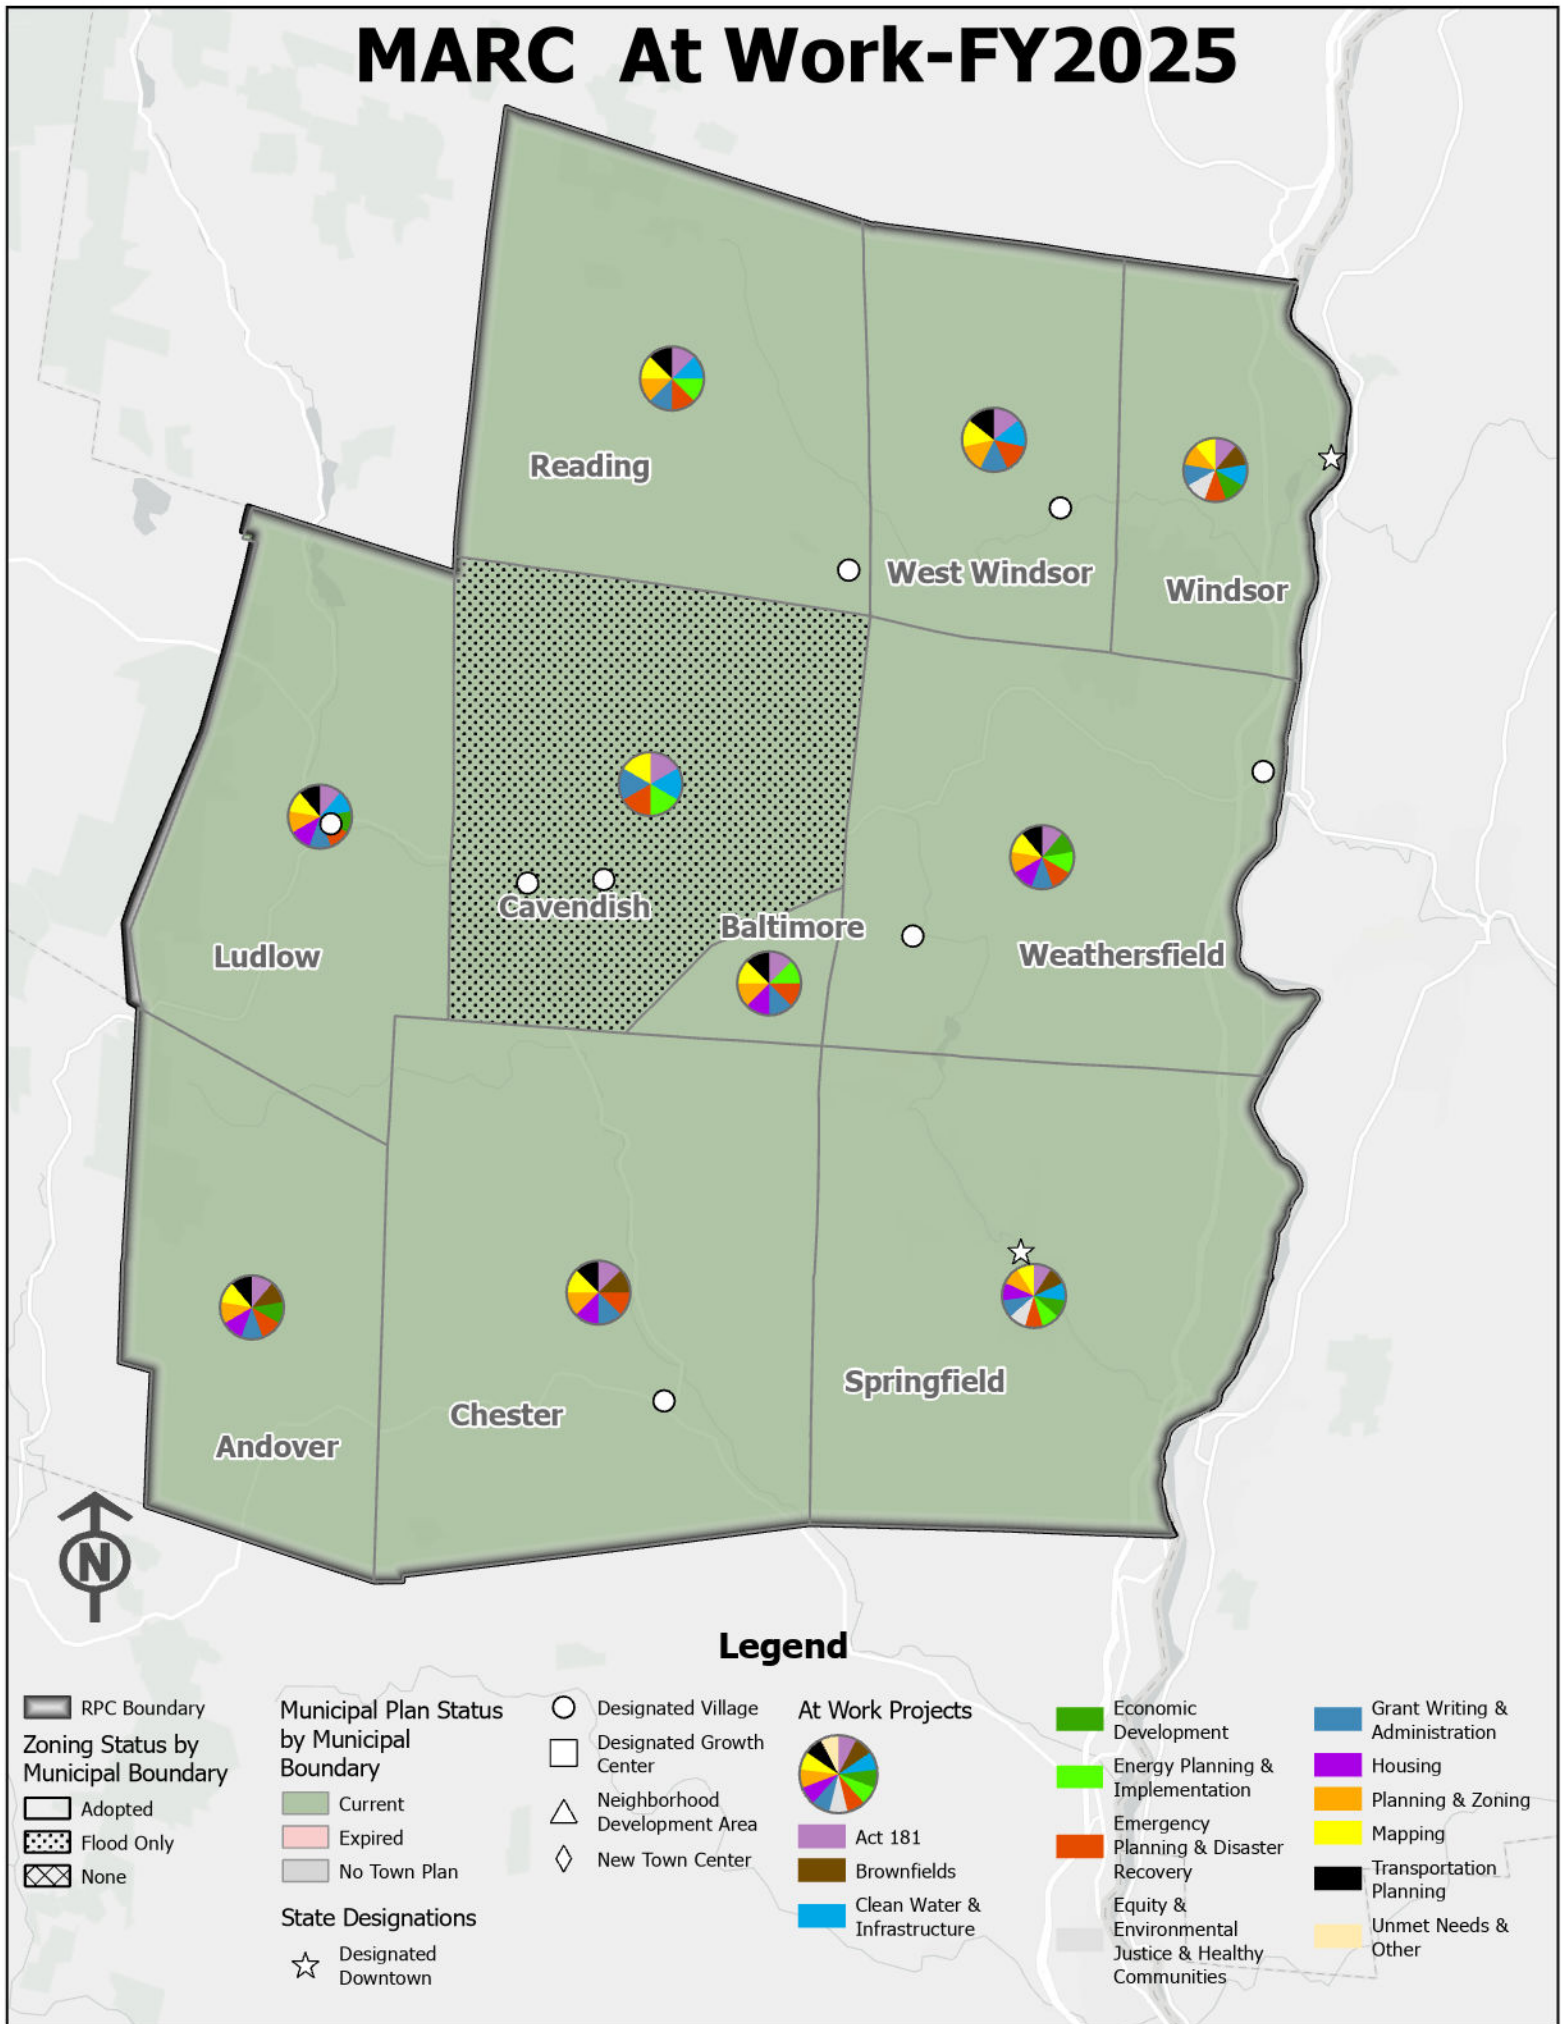 MARC At Work-FY2025
Reading
West Windsor
Windsor
Cavendish
Baltimore
Ludlow
Weathersfield
Springfield
Chester
Andover
N
Legend
RPC Boundary
Zoning Status by
Municipal Boundary
Adopted
Flood Only
None
Municipal Plan Status
by Municipal
Boundary
Current
Expired
No Town Plan
State Designations
Designated
Downtown
Designated Village
Designated Growth
Center
Neighborhood
Development Area
New Town Center
At Work Projects
Act 181
Brownfields
Clean Water &
Infrastructure
Economic
Development
Energy Planning &
Implementation
Emergency
Planning & Disaster
Recovery
Equity &
Environmental
Justice & Healthy
Communities
Grant Writing &
Administration
Housing
Planning & Zoning
Mapping
Transportation
Planning
Unmet Needs &
Other